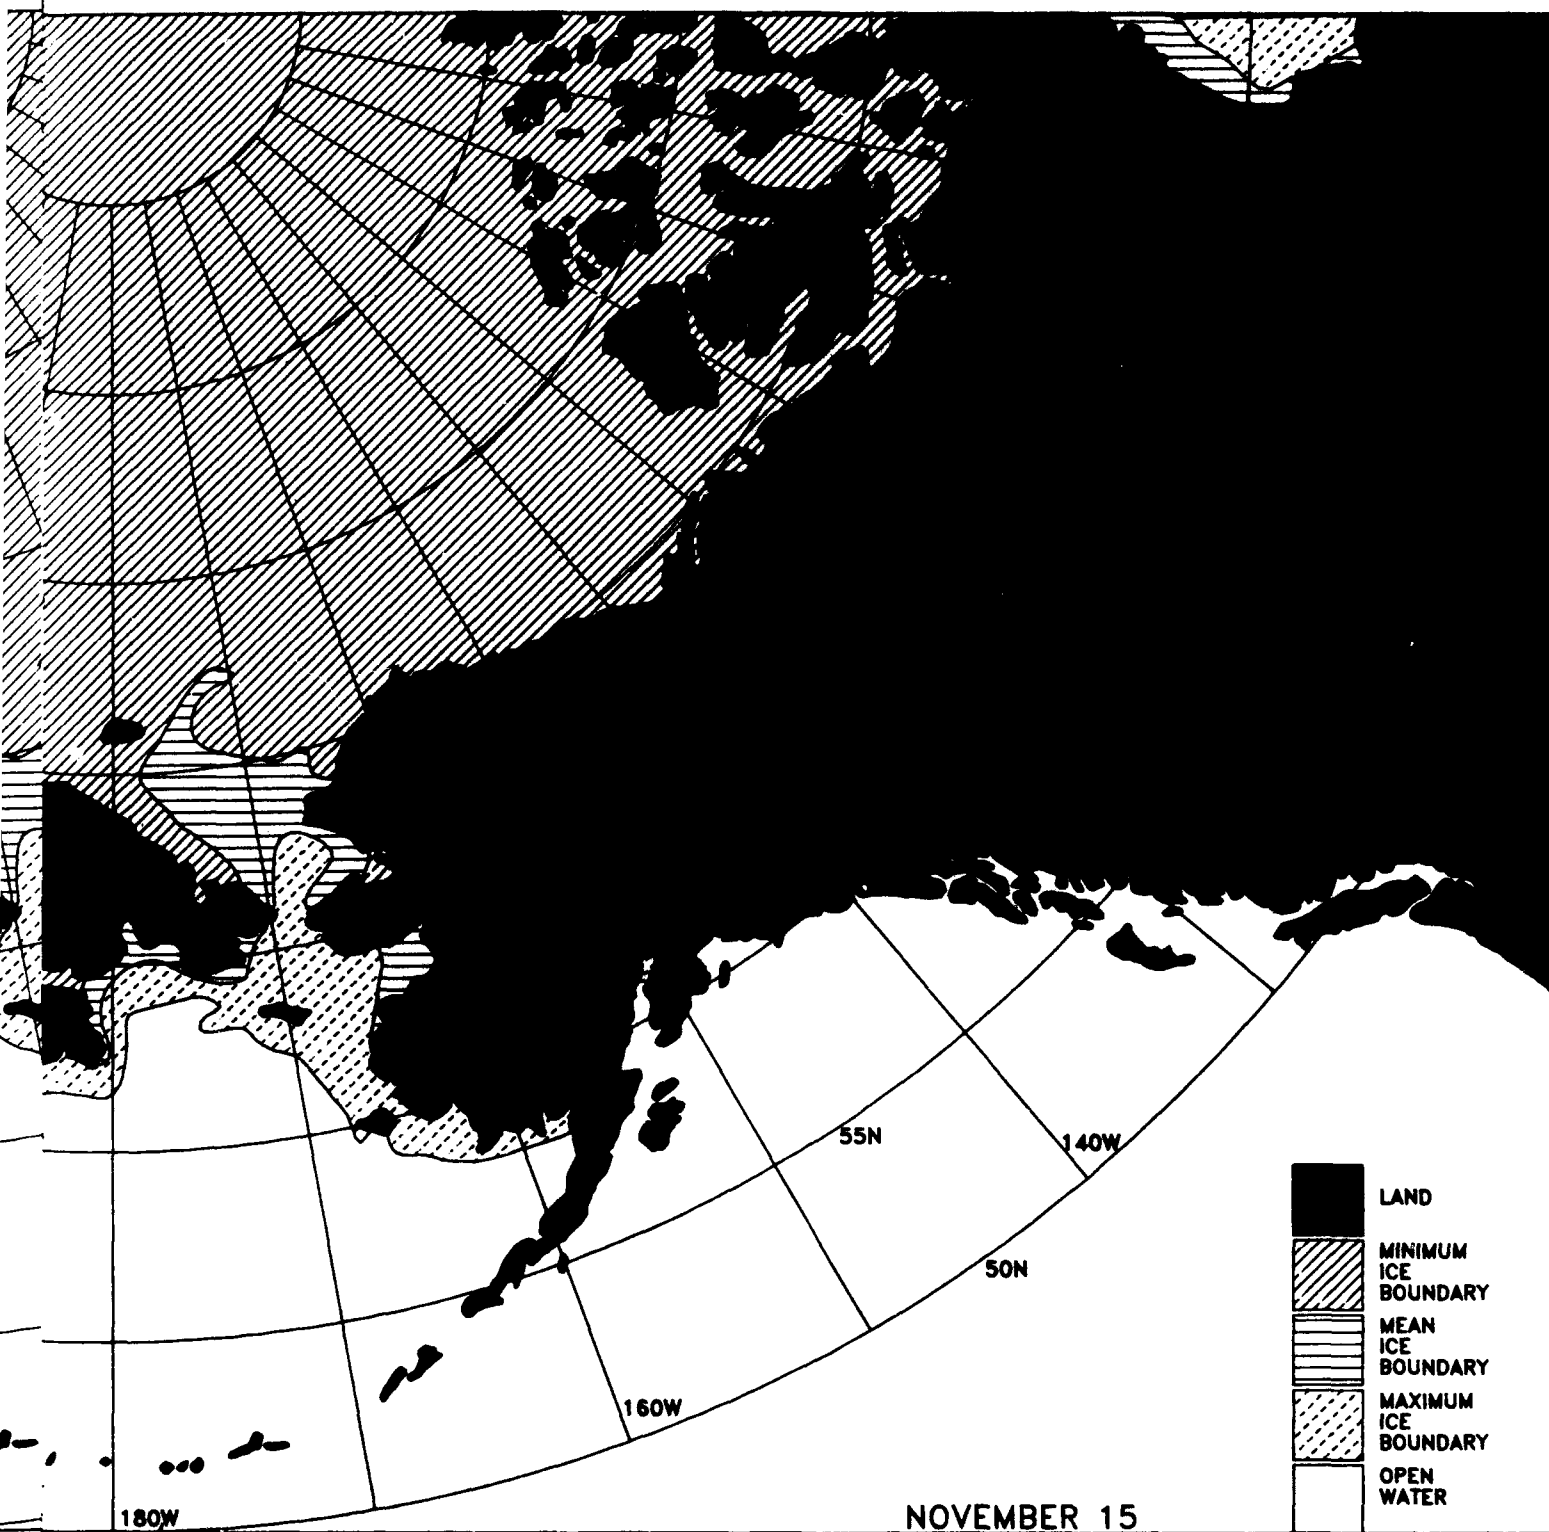 55N
140W
50N
160W
180W
NOVEMBER 15
LAND
MINIMUM
ICE
BOUNDARY
MEAN
ICE
BOUNDARY
MAXIMUM
ICE
BOUNDARY
OPEN
WATER